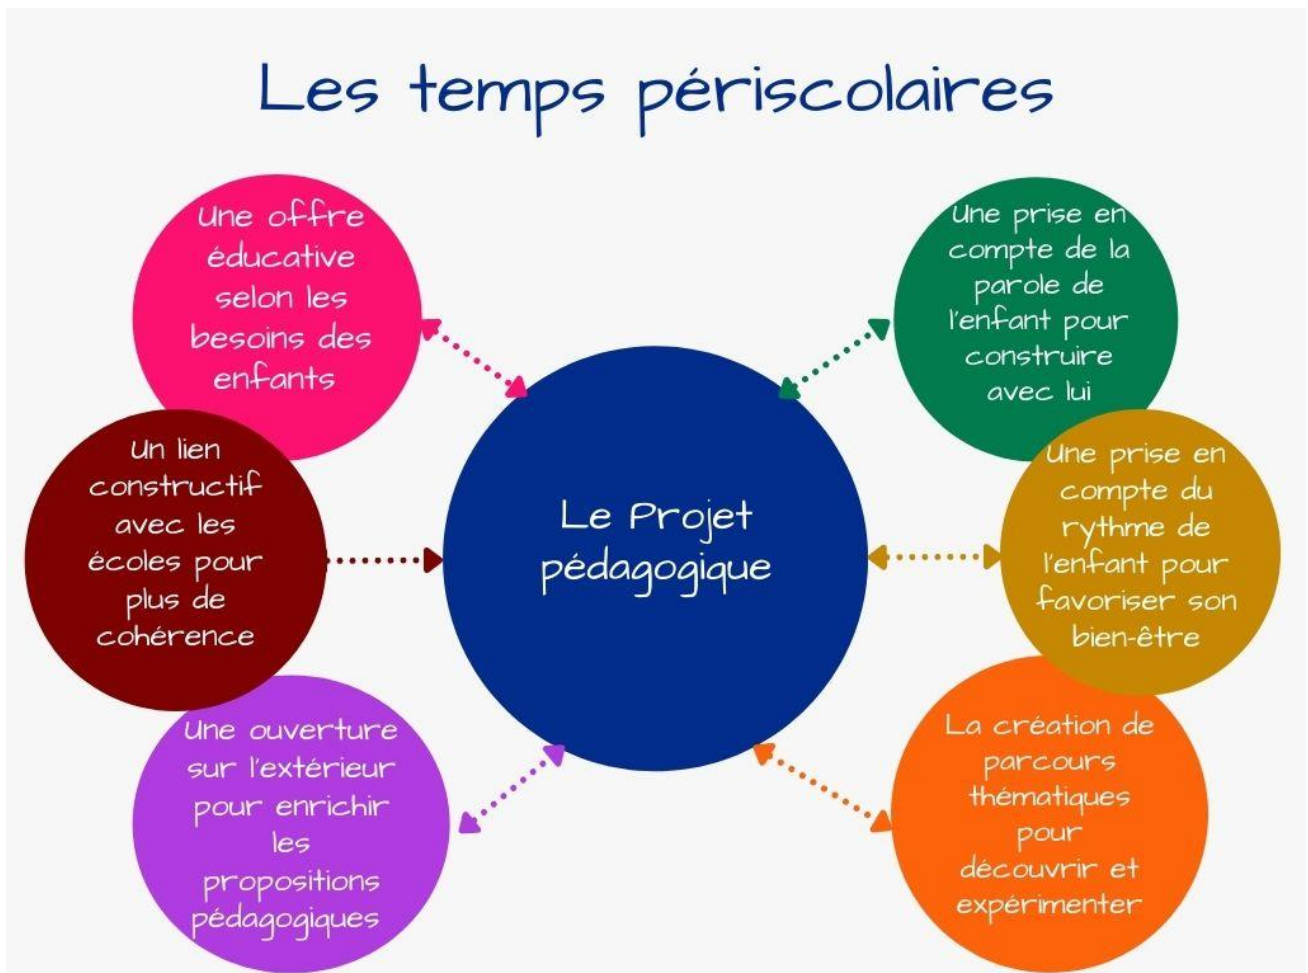 Les temps périscolaires
Une offre
éducative
selon les
besoins des
enfants
Un lien
constructif
avec les
écoles pour
plus de
cohérence
Une ouverture
sur l'extérieur
pour enrichir
les
propositions
pédagogiques
Le Projet
pédagogique
Une prise en
compte de la
parole de
l'enfant pour
construire
avec lui
Une prise en
compte du
rythme de
l'enfant pour
favoriser son
bien-être
La création de
parcours
thématiques
pour
découvrir et
expérimenter